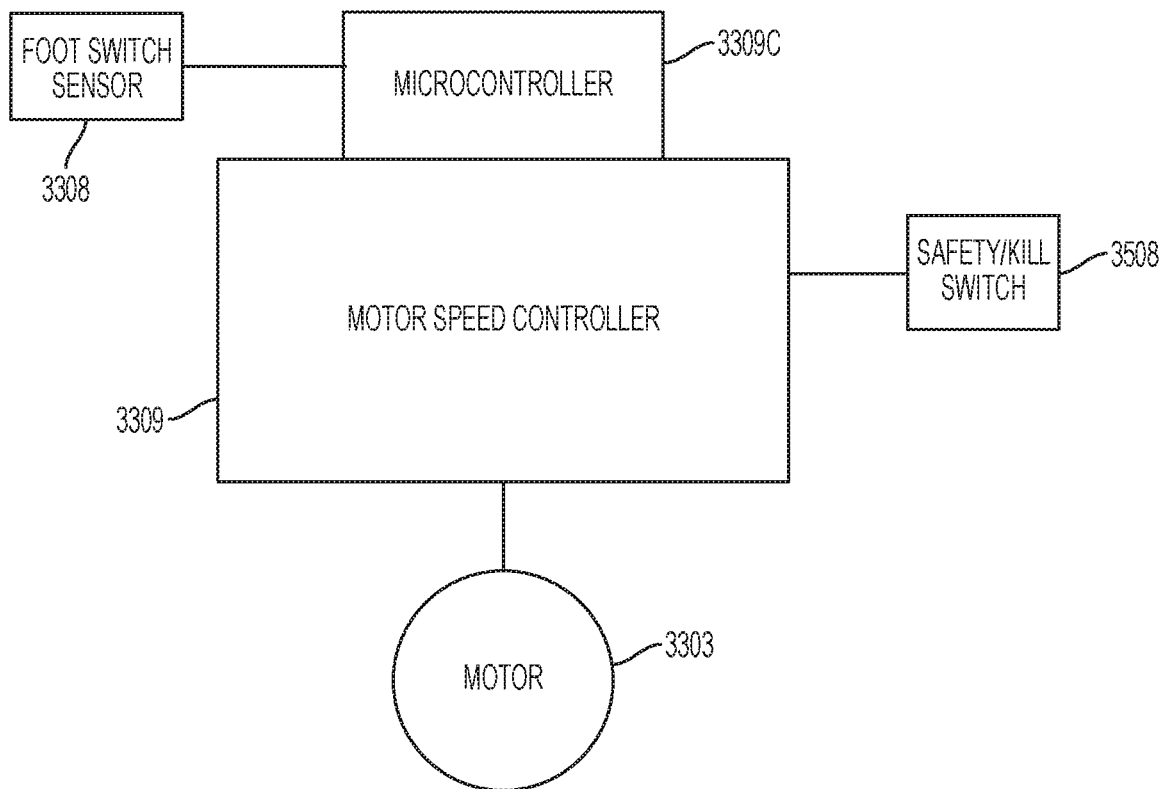 FOOT SWITCH
SENSOR
3308
MICROCONTROLLER
3309C
MOTOR SPEED CONTROLLER
3309
SAFETY/KILL
SWITCH
3508
MOTOR
3303